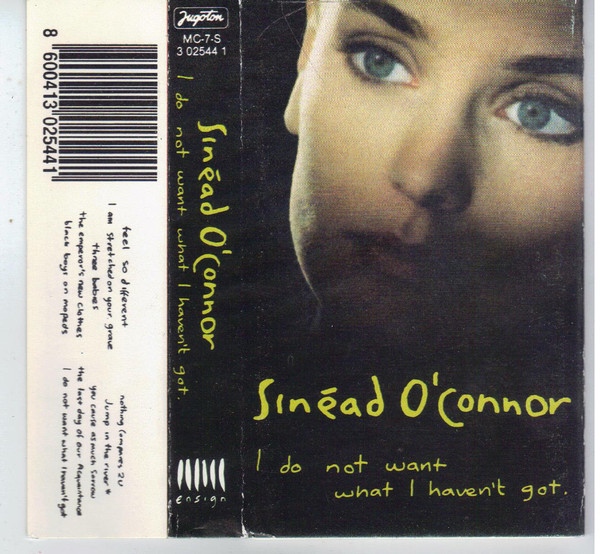 8 600413 025441
feel so different
I am stretched on your grave
three babies
the emperor's new clothes .
black boys on mopeds
nothing compares 2U
Jump in the river *
you cause as much sorrow
the last day of our Acquaintance
I do not want what I haven't got
Jugoton
MC-7-S
3 02544 1
Sinéad O'Connor
I do not want what I haven't got.
ensign
Sinéad O'Connor
I do not want
what I haven't got.